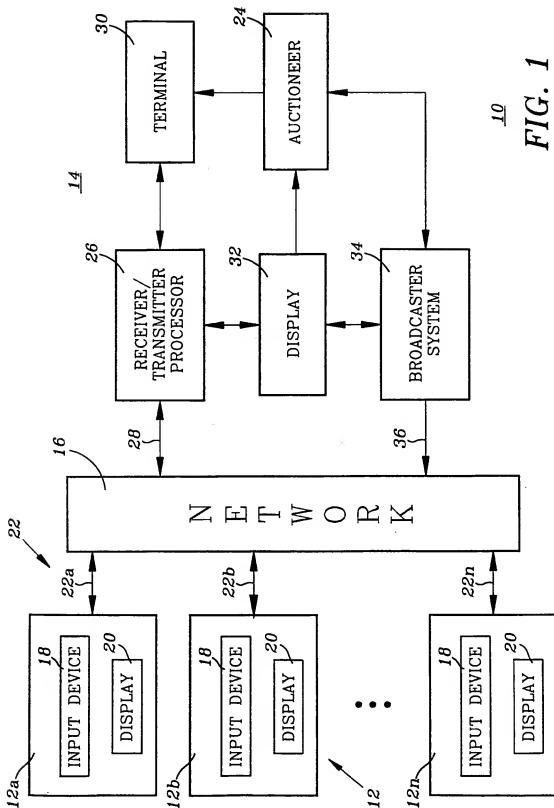 12a
18
INPUT DEVICE
20
DISPLAY
22a
22
12b
18
INPUT DEVICE
20
DISPLAY
22b
12
12n
18
INPUT DEVICE
20
DISPLAY
22n
16
NETWORK
28
36
26
RECEIVER/
TRANSMITTER
PROCESSOR
32
DISPLAY
34
BROADCASTER
SYSTEM
14
30
TERMINAL
24
AUCTIONEER
10
FIG. 1